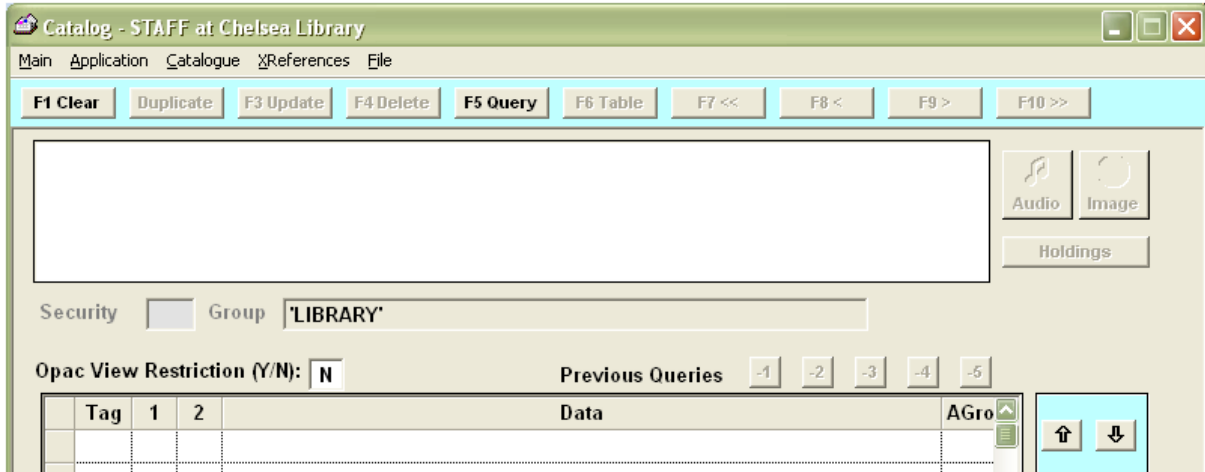 Catalog - STAFF at Chelsea Library
Main Application Catalogue XReferences File
F1 Clear Duplicate F3 Update F4 Delete F5 Query F6 Table F7 << F8 < F9 > F10 >>
Audio Image
Holdings
Security Group 'LIBRARY'
Opac View Restriction (Y/N): N Previous Queries -1 -2 -3 -4 -5
Tag 1 2 Data AGro